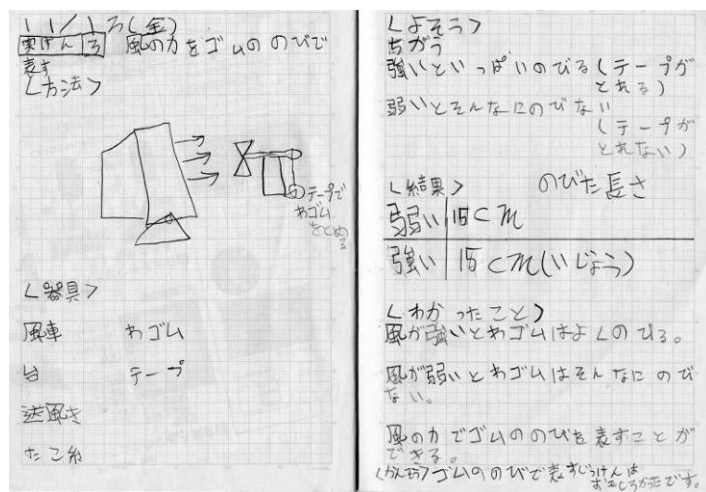 11/13(金)
実けん3 風の力をゴムの のびで
表す
<方法>
テープで
わゴム
をとめる
<器具>
風車 わゴム
台 テープ
送風き
たこ糸
<よそう>
ちがう
強いといっぱいのびる(テープが
とれる)
弱いとそんなにのびない
(テープが
とれない)
<結果> のびた長さ
弱い 15cm
強い 15cm(いじょう)
<わかったこと>
風が強いとわゴムはよくのびる。
風が弱いとわゴムはそんなにのび
ない。
風の力でゴムののびを表すことが
できる。
<かんそう>ゴムののびで表すじっけんは
おもしろかったです。